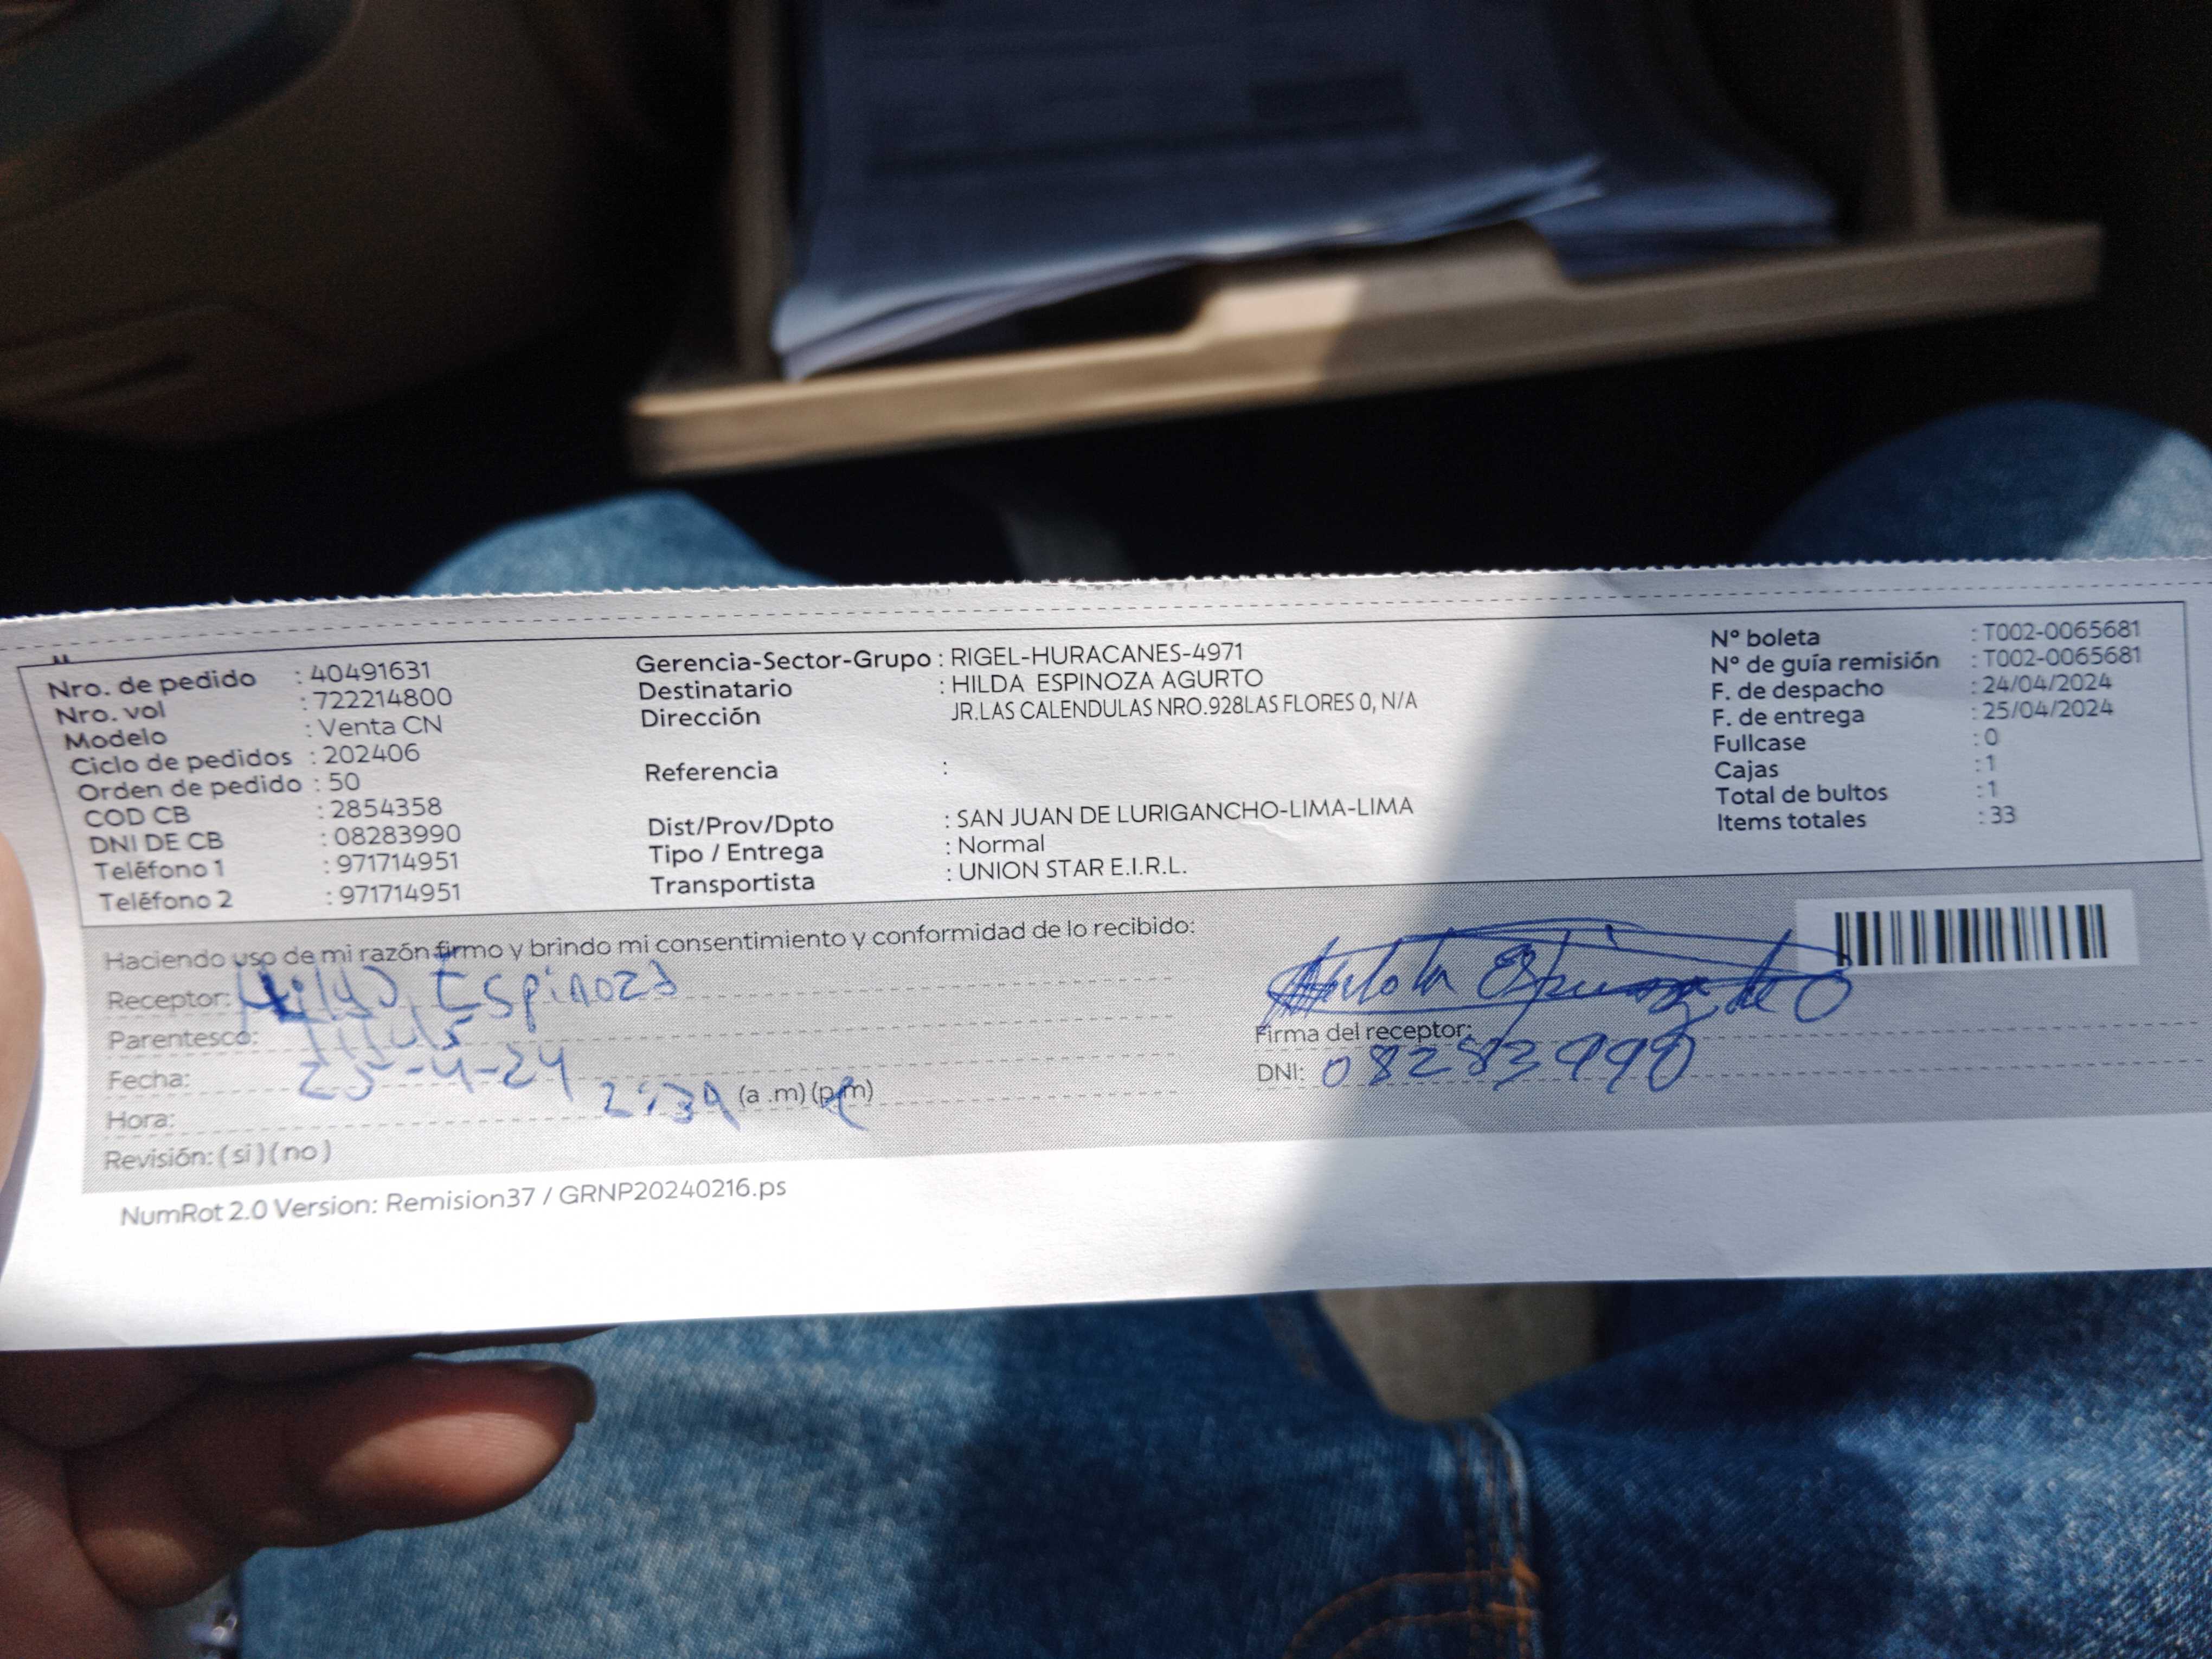 Nro. de pedido : 40491631
Nro. vol : 722214800
Modelo : Venta CN
Ciclo de pedidos : 202406
Orden de pedido : 50
COD CB : 2854358
DNI DE CB : 08283990
Teléfono 1 : 971714951
Teléfono 2 : 971714951
Gerencia-Sector-Grupo : RIGEL-HURACANES-4971
Destinatario : HILDA ESPINOZA AGURTO
Dirección JR.LAS CALENDULAS NRO.928LAS FLORES 0, N/A
Referencia :
Dist/Prov/Dpto : SAN JUAN DE LURIGANCHO-LIMA-LIMA
Tipo / Entrega : Normal
Transportista : UNION STAR E.I.R.L.
N° boleta : T002-0065681
N° de guía remisión : T002-0065681
F. de despacho : 24/04/2024
F. de entrega : 25/04/2024
Fullcase : 0
Cajas : 1
Total de bultos : 1
Items totales : 33
Haciendo uso de mi razón firmo y brindo mi consentimiento y conformidad de lo recibido:
Receptor: Hilda Espinoza
Parentesco:
Fecha: 25-4-24
Hora: 2:39 (a .m) (p.m)
Revisión: ( si ) ( no )
Firma del receptor:
DNI: 08283990
NumRot 2.0 Version: Remision37 / GRNP20240216.ps